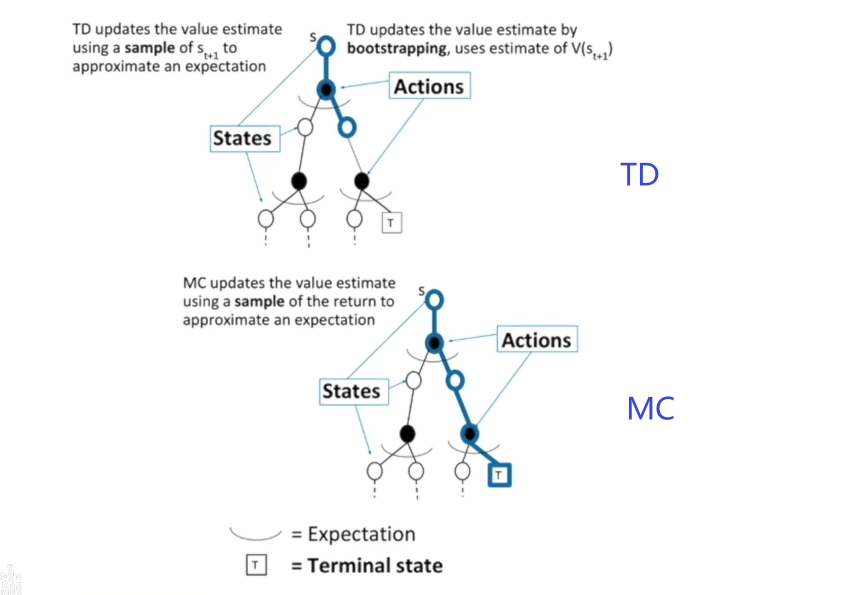 TD updates the value estimate
using a sample of s_{t+1} to
approximate an expectation
S
TD updates the value estimate by
bootstrapping, uses estimate of V(s_{t+1})
Actions
States
T
TD
MC updates the value estimate
using a sample of the return to
approximate an expectation
S
Actions
States
T
MC
= Expectation
T = Terminal state